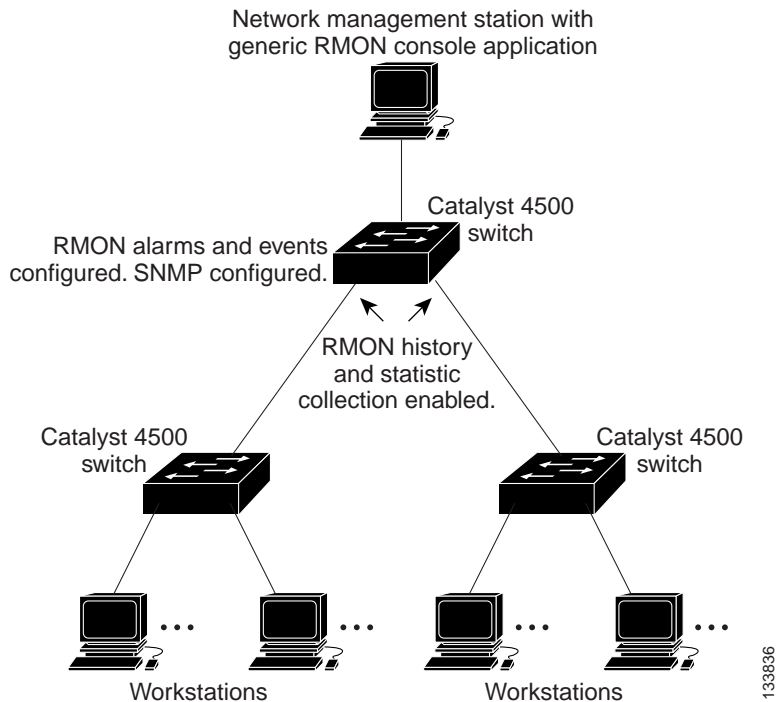 Network management station with
generic RMON console application
Catalyst 4500
switch
RMON alarms and events
configured. SNMP configured.
RMON history
and statistic
collection enabled.
Catalyst 4500
switch
Catalyst 4500
switch
Workstations
Workstations
133836